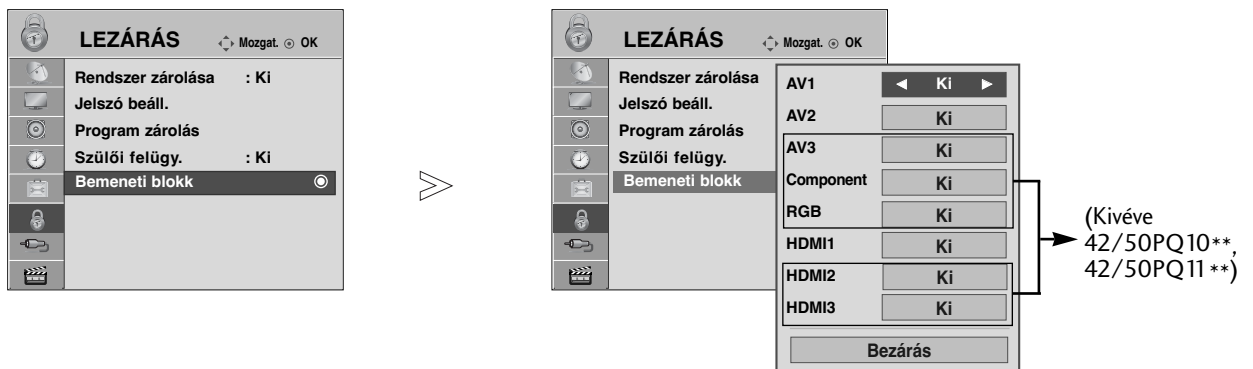 LEZÁRÁS Mozgat. OK
Rendszer zárolása : Ki
Jelszó beáll.
Program zárolás
Szülői felügy. : Ki
Bemeneti blokk
LEZÁRÁS Mozgat. OK
Rendszer zárolása
Jelszó beáll.
Program zárolás
Szülői felügy.
Bemeneti blokk
AV1 ◄ Ki ►
AV2 Ki
AV3 Ki
Component Ki
RGB Ki
HDMI1 Ki
HDMI2 Ki
HDMI3 Ki
Bezárás
(Kivéve
42/50PQ10**,
42/50PQ11**)